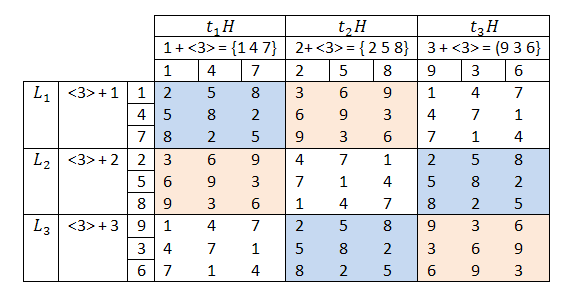 t₁H t₂H t₃H
1 + <3> = {1 4 7} 2+ <3> = { 2 5 8} 3 + <3> = (9 3 6}
1 4 7 2 5 8 9 3 6
L₁ <3> + 1 1 2 5 8 3 6 9 1 4 7
4 5 8 2 6 9 3 4 7 1
7 8 2 5 9 3 6 7 1 4
L₂ <3> + 2 2 3 6 9 4 7 1 2 5 8
5 6 9 3 7 1 4 5 8 2
8 9 3 6 1 4 7 8 2 5
L₃ <3> + 3 9 1 4 7 2 5 8 9 3 6
3 4 7 1 5 8 2 3 6 9
6 7 1 4 8 2 5 6 9 3